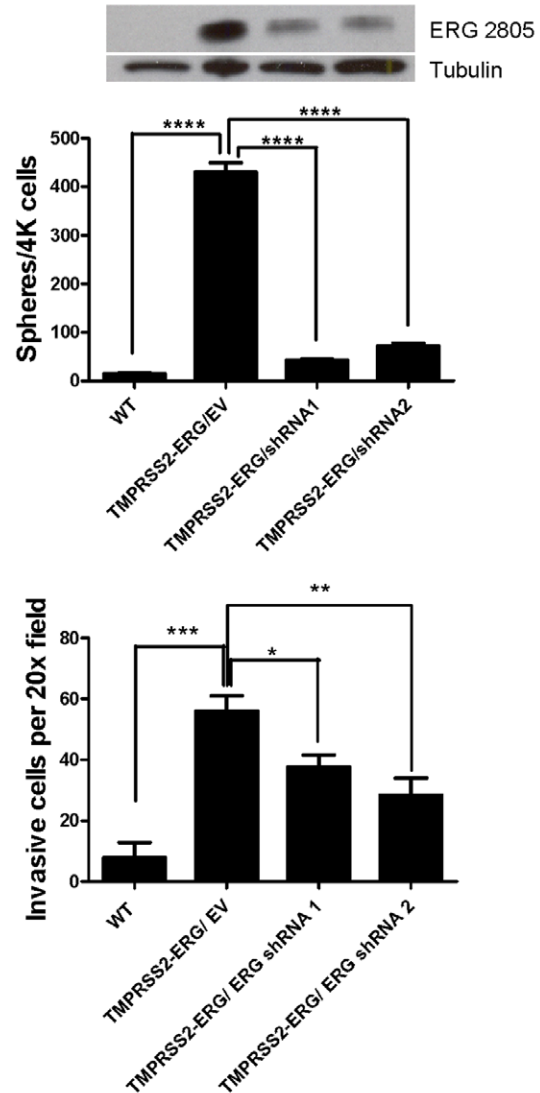 ERG 2805
Tubulin
****
****
****
Spheres/4K cells
500
400
300
200
100
0
WT
TMPRSS2-ERG/EV
TMPRSS2-ERG/shRNA1
TMPRSS2-ERG/shRNA2
**
***
*
Invasive cells per 20x field
80
60
40
20
0
WT
TMPRSS2-ERG/ EV
TMPRSS2-ERG/ ERG shRNA 1
TMPRSS2-ERG/ ERG shRNA 2